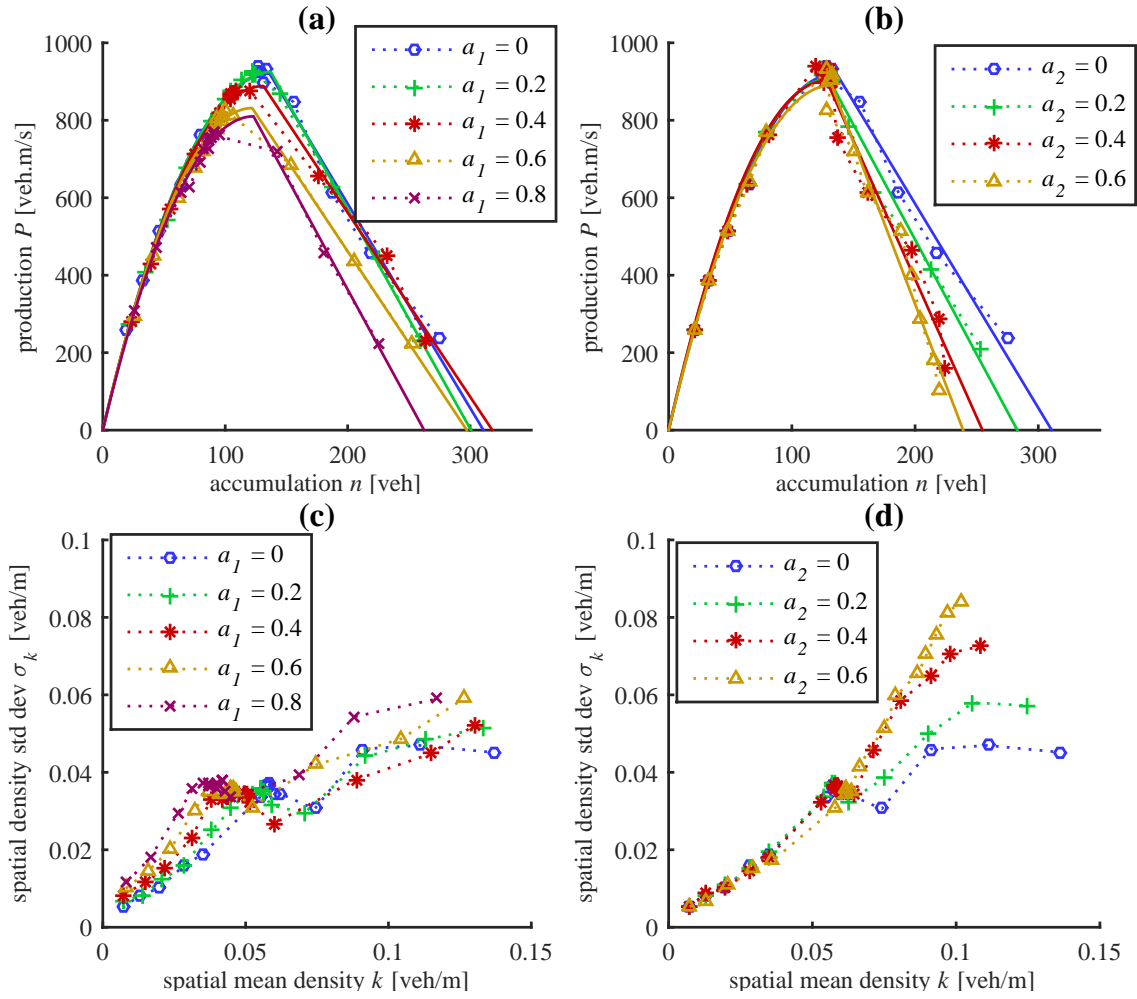 (a)
1000
800
600
400
200
0
production P [veh.m/s]
0
100
200
300
accumulation n [veh]
a1 = 0
a1 = 0.2
a1 = 0.4
a1 = 0.6
a1 = 0.8
(b)
1000
800
600
400
200
0
production P [veh.m/s]
0
100
200
300
accumulation n [veh]
a2 = 0
a2 = 0.2
a2 = 0.4
a2 = 0.6
(c)
0.1
0.08
0.06
0.04
0.02
0
spatial density std dev σk [veh/m]
0
0.05
0.1
0.15
spatial mean density k [veh/m]
a1 = 0
a1 = 0.2
a1 = 0.4
a1 = 0.6
a1 = 0.8
(d)
0.1
0.08
0.06
0.04
0.02
0
spatial density std dev σk [veh/m]
0
0.05
0.1
0.15
spatial mean density k [veh/m]
a2 = 0
a2 = 0.2
a2 = 0.4
a2 = 0.6